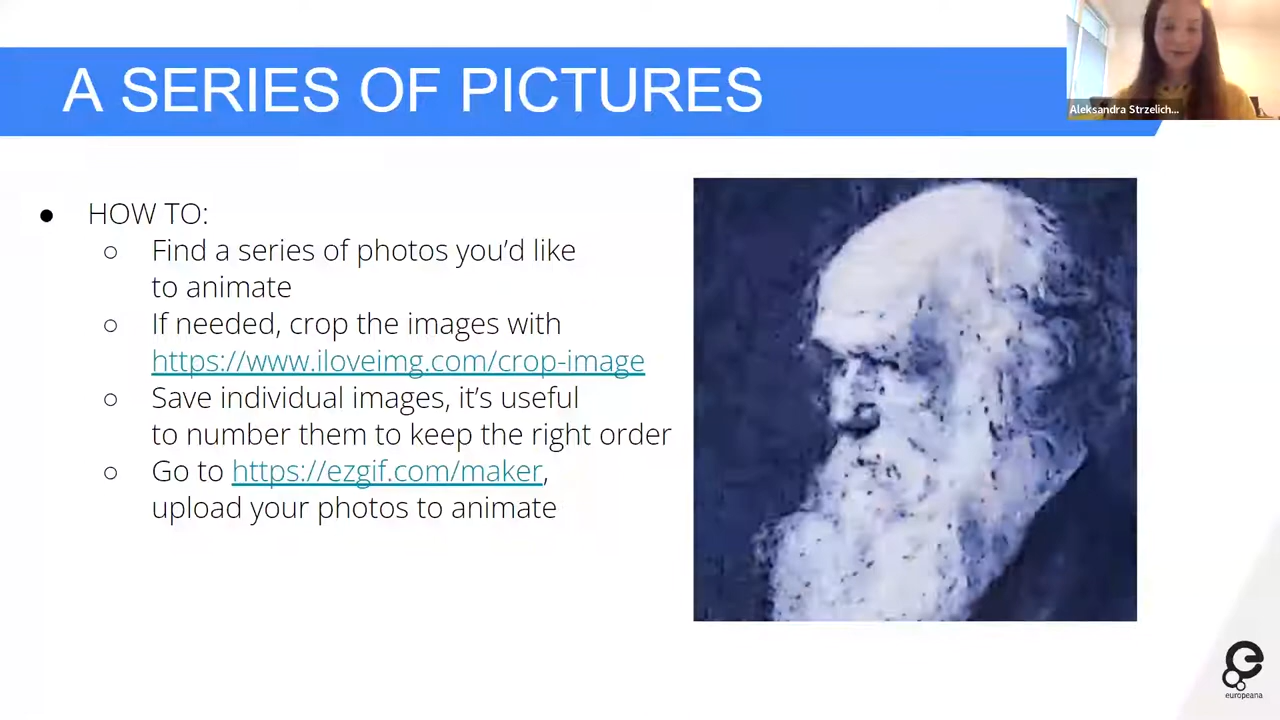 A SERIES OF PICTURES
Aleksandra Strzelich...
● HOW TO:
○ Find a series of photos you’d like
to animate
○ If needed, crop the images with
https://www.iloveimg.com/crop-image
○ Save individual images, it’s useful
to number them to keep the right order
○ Go to https://ezgif.com/maker,
upload your photos to animate
europeana